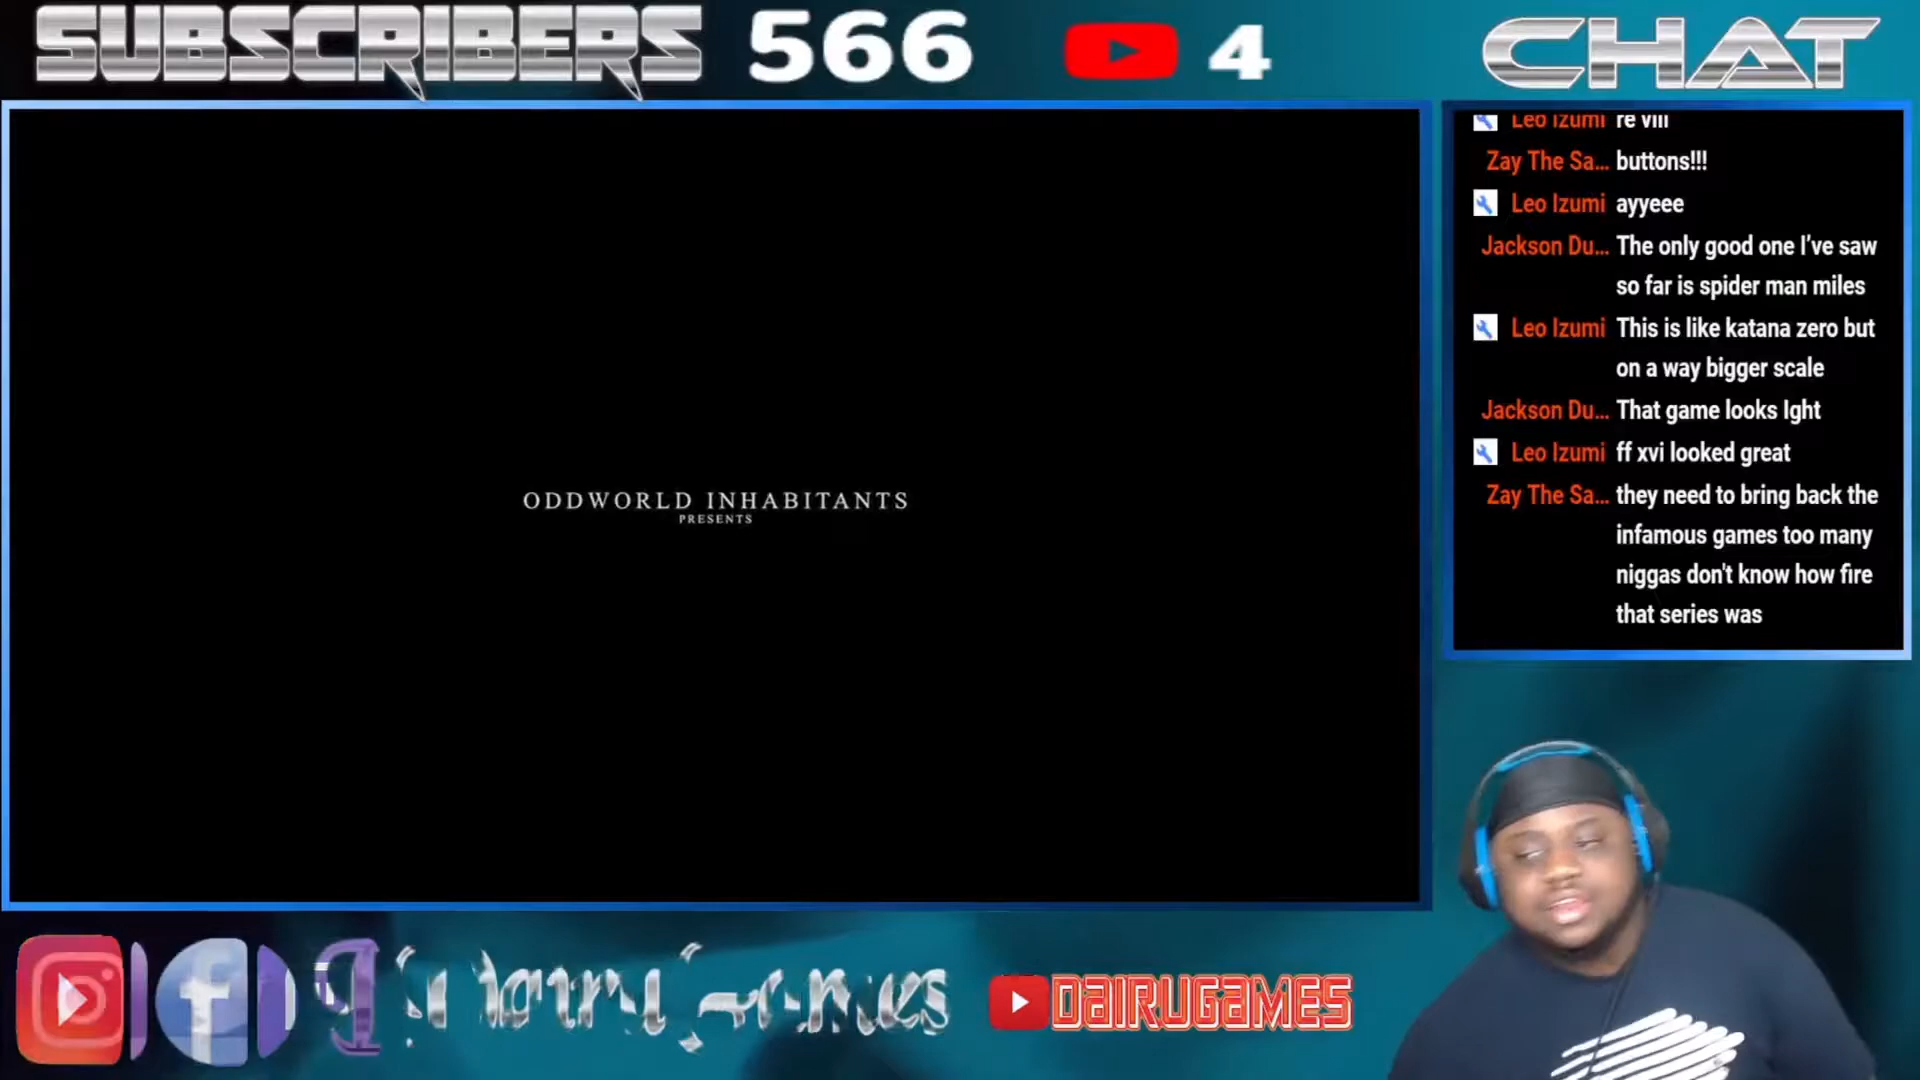 SUBSCRIBERS 566 4 CHAT
Leo Izumi re viii
Zay The Sa... buttons!!!
Leo Izumi ayyeee
Jackson Du... The only good one I've saw
so far is spider man miles
Leo Izumi This is like katana zero but
on a way bigger scale
Jackson Du... That game looks Ight
Leo Izumi ff xvi looked great
Zay The Sa... they need to bring back the
infamous games too many
niggas don't know how fire
that series was
ODDWORLD INHABITANTS
PRESENTS
DAIRUGAMES